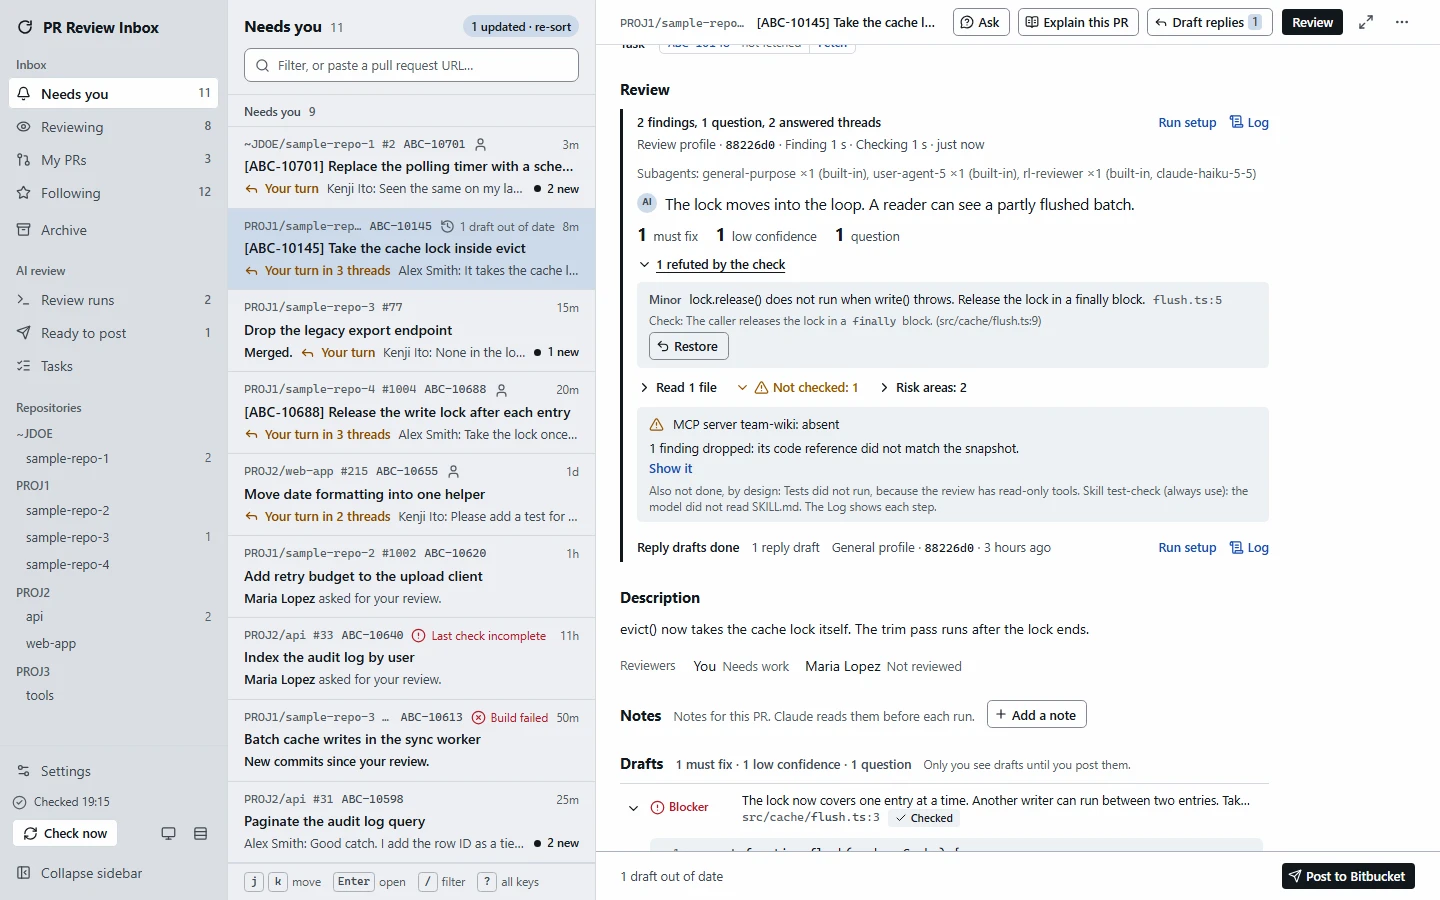 PR Review Inbox
Inbox
Needs you 11
Reviewing 8
My PRs 3
Following 12
Archive
AI review
Review runs 2
Ready to post 1
Tasks
Repositories
~JDOE
sample-repo-1 2
PROJ1
sample-repo-2
sample-repo-3 1
sample-repo-4
PROJ2
api 2
web-app
PROJ3
tools
Settings
Checked 19:15
Check now
Collapse sidebar
Needs you 11
1 updated · re-sort
Filter, or paste a pull request URL...
Needs you 9
~JDOE/sample-repo-1 #2 ABC-10701 3m
[ABC-10701] Replace the polling timer with a sche...
Your turn Kenji Ito: Seen the same on my la... 2 new
PROJ1/sample-rep... ABC-10145 1 draft out of date 8m
[ABC-10145] Take the cache lock inside evict
Your turn in 3 threads Alex Smith: It takes the cache l...
PROJ1/sample-repo-3 #77 15m
Drop the legacy export endpoint
Merged. Your turn Kenji Ito: None in the lo... 1 new
PROJ1/sample-repo-4 #1004 ABC-10688 20m
[ABC-10688] Release the write lock after each entry
Your turn in 3 threads Alex Smith: Take the lock once...
PROJ2/web-app #215 ABC-10655 1d
Move date formatting into one helper
Your turn in 2 threads Kenji Ito: Please add a test for ...
PROJ1/sample-repo-2 #1002 ABC-10620 1h
Add retry budget to the upload client
Maria Lopez asked for your review.
PROJ2/api #33 ABC-10640 Last check incomplete 11h
Index the audit log by user
Maria Lopez asked for your review.
PROJ1/sample-repo-3 ... ABC-10613 Build failed 50m
Batch cache writes in the sync worker
New commits since your review.
PROJ2/api #31 ABC-10598 25m
Paginate the audit log query
Alex Smith: Good catch. I add the row ID as a tie... 2 new
j k move Enter open / filter ? all keys
PROJ1/sample-repo... [ABC-10145] Take the cache l... Ask Explain this PR Draft replies 1 Review
Review
2 findings, 1 question, 2 answered threads Run setup Log
Review profile · 88226d0 · Finding 1 s · Checking 1 s · just now
Subagents: general-purpose ×1 (built-in), user-agent-5 ×1 (built-in), rl-reviewer ×1 (built-in, claude-haiku-5-5)
AI The lock moves into the loop. A reader can see a partly flushed batch.
1 must fix 1 low confidence 1 question
1 refuted by the check
Minor lock.release() does not run when write() throws. Release the lock in a finally block. flush.ts:5
Check: The caller releases the lock in a finally block. (src/cache/flush.ts:9)
Restore
Read 1 file Not checked: 1 Risk areas: 2
MCP server team-wiki: absent
1 finding dropped: its code reference did not match the snapshot.
Show it
Also not done, by design: Tests did not run, because the review has read-only tools. Skill test-check (always use): the
model did not read SKILL.md. The Log shows each step.
Reply drafts done 1 reply draft General profile · 88226d0 · 3 hours ago Run setup Log
Description
evict() now takes the cache lock itself. The trim pass runs after the lock ends.
Reviewers You Needs work Maria Lopez Not reviewed
Notes Notes for this PR. Claude reads them before each run. Add a note
Drafts 1 must fix · 1 low confidence · 1 question Only you see drafts until you post them.
Blocker The lock now covers one entry at a time. Another writer can run between two entries. Tak...
src/cache/flush.ts:3 Checked
1 draft out of date Post to Bitbucket